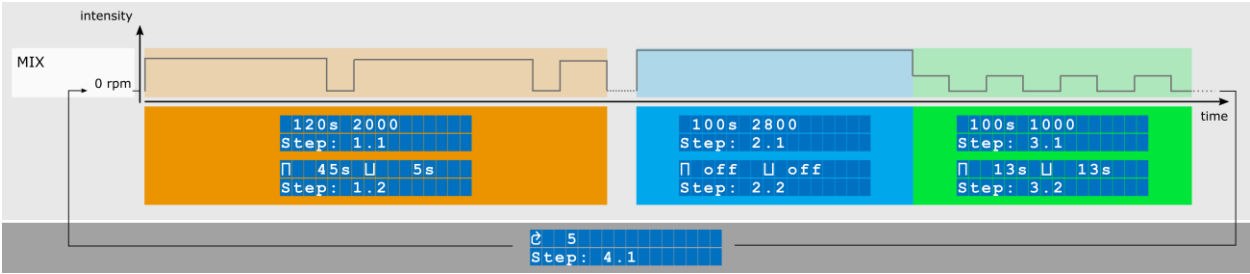 intensity
MIX
0 rpm
time
120s 2000
Step: 1.1
⊓ 45s ⊔ 5s
Step: 1.2
100s 2800
Step: 2.1
⊓ off ⊔ off
Step: 2.2
100s 1000
Step: 3.1
⊓ 13s ⊔ 13s
Step: 3.2
↻ 5
Step: 4.1